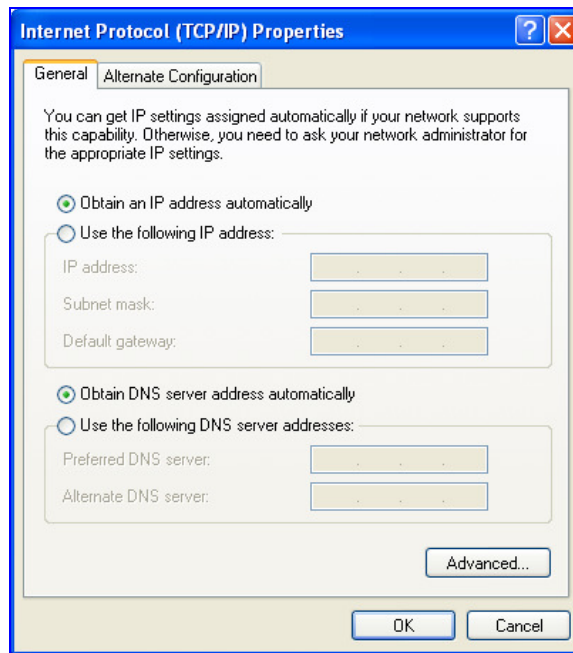 Internet Protocol (TCP/IP) Properties
General
Alternate Configuration
You can get IP settings assigned automatically if your network supports
this capability. Otherwise, you need to ask your network administrator for
the appropriate IP settings.
Obtain an IP address automatically
Use the following IP address:
IP address:
Subnet mask:
Default gateway:
Obtain DNS server address automatically
Use the following DNS server addresses:
Preferred DNS server:
Alternate DNS server:
Advanced...
OK
Cancel